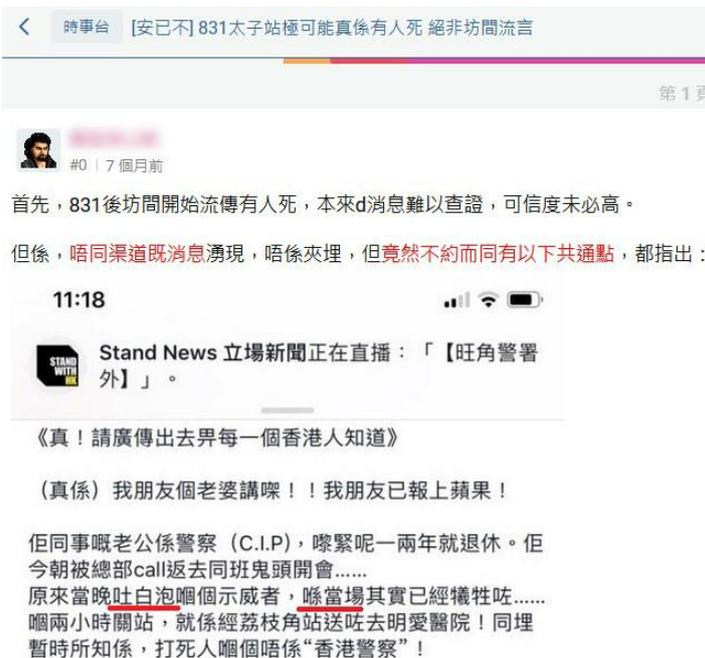 時事台 [安已不] 831太子站極可能真係有人死 絕非坊間流言
第 1 頁
#0 | 7 個月前
首先，831後坊間開始流傳有人死，本來d消息難以查證，可信度未必高。
但係，唔同渠道既消息湧現，唔係夾埋，但竟然不約而同有以下共通點，都指出：
11:18
STAND WITH HK
Stand News 立場新聞正在直播：「【旺角警署
外】」。
《真！請廣傳出去畀每一個香港人知道》
（真係）我朋友個老婆講㗎！！我朋友已報上蘋果！
佢同事嘅老公係警察（C.I.P)，嚟緊呢一兩年就退休。佢
今朝被總部call返去同班鬼頭開會……
原來當晚吐白泡嗰個示威者，喺當場其實已經犧牲咗……
嗰兩小時關站，就係經荔枝角站送咗去明愛醫院！同埋
暫時所知係，打死人嗰個唔係“香港警察”！